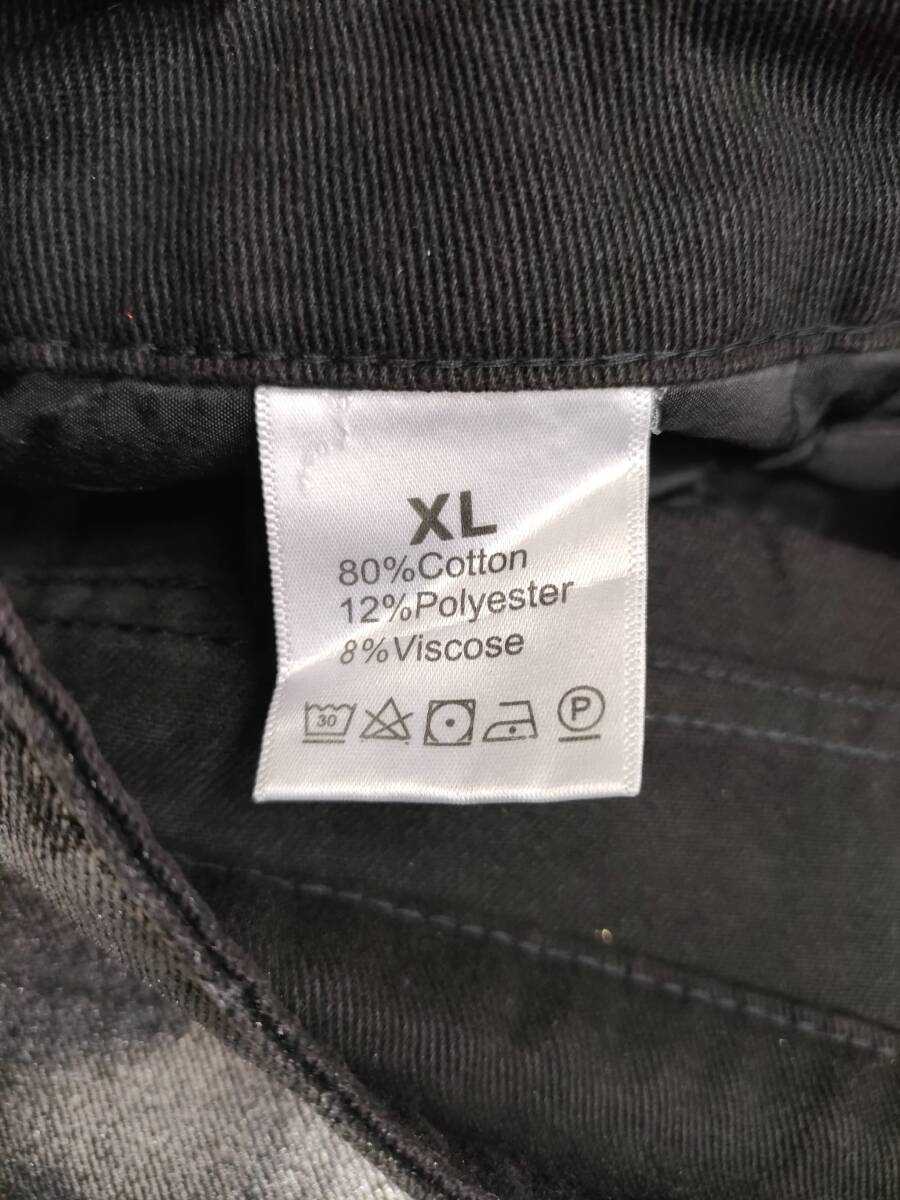 XL
80%Cotton
12%Polyester
8%Viscose
30 P